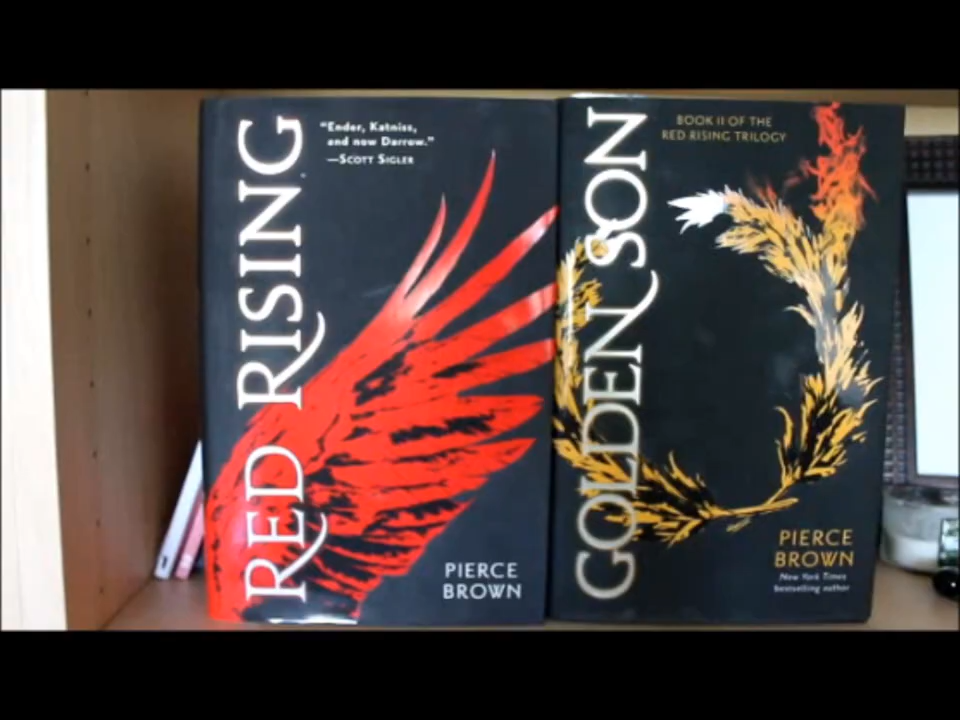 RED RISING
"Ender, Katniss,
and now Darrow."
—SCOTT SIGLER
PIERCE
BROWN
GOLDEN SON
BOOK II OF THE
RED RISING TRILOGY
PIERCE
BROWN
New York Times
bestselling author